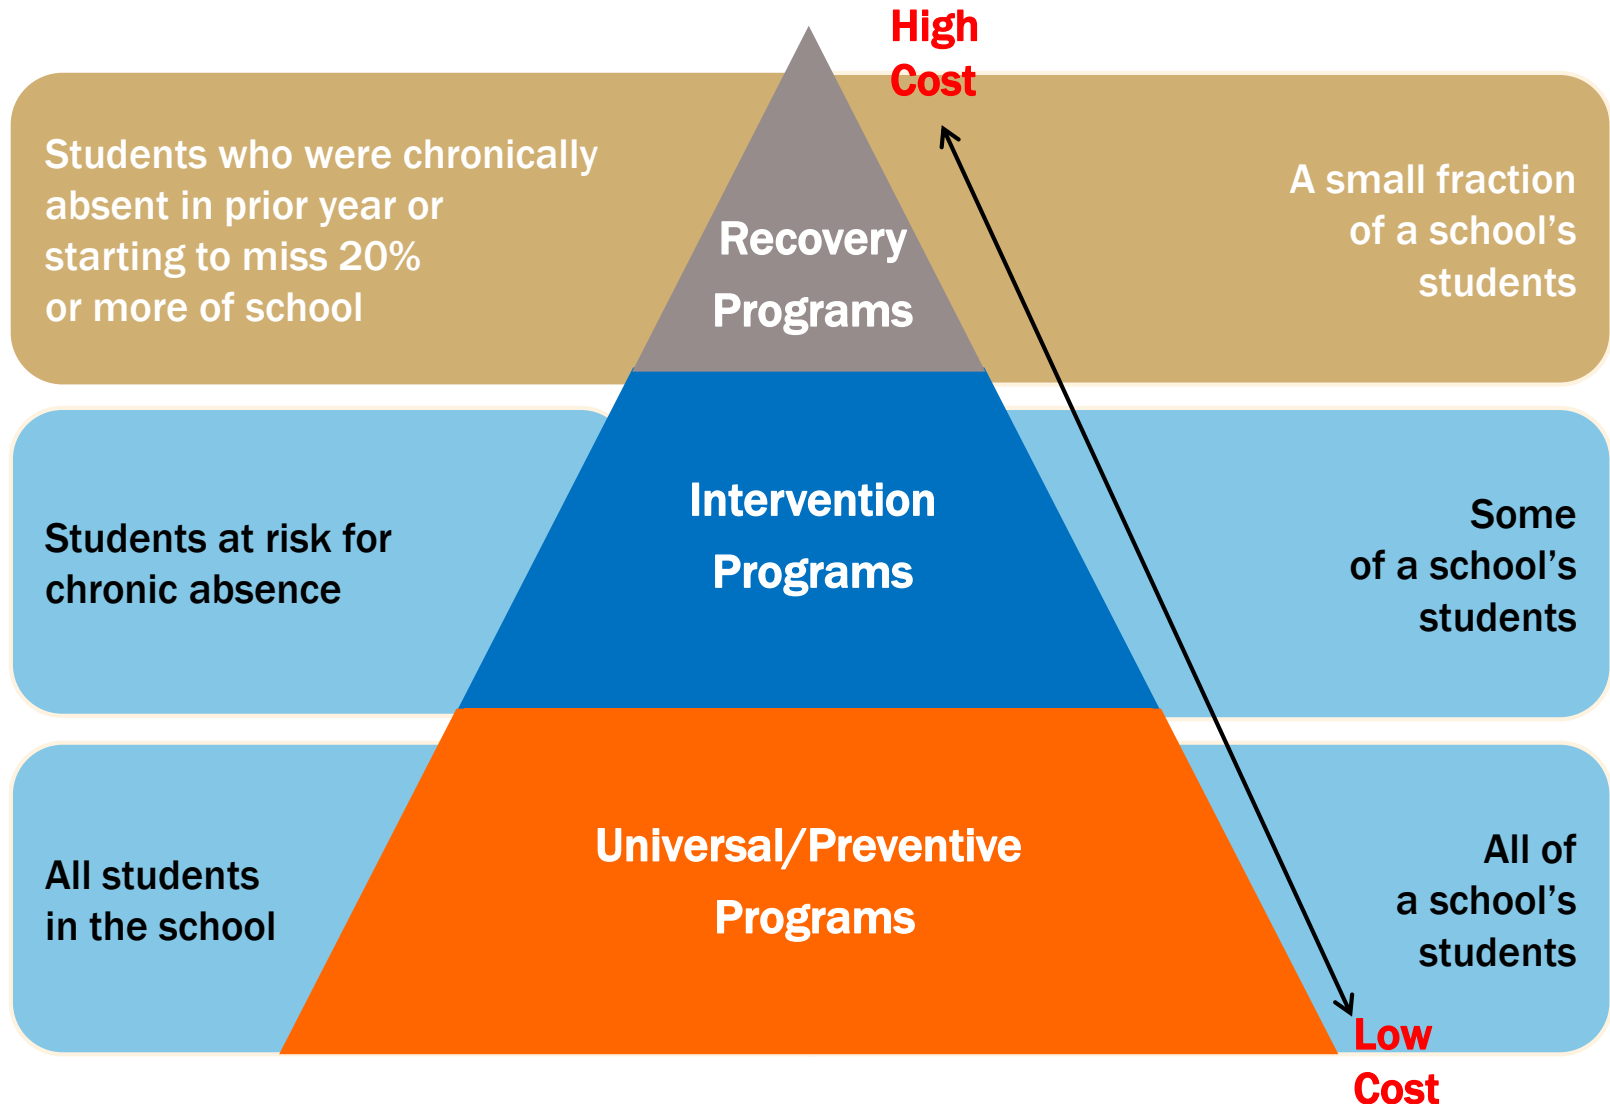 High
Cost
Students who were chronically
absent in prior year or
starting to miss 20%
or more of school
Recovery
Programs
A small fraction
of a school’s
students
Students at risk for
chronic absence
Intervention
Programs
Some
of a school’s
students
All students
in the school
Universal/Preventive
Programs
All of
a school’s
students
Low
Cost